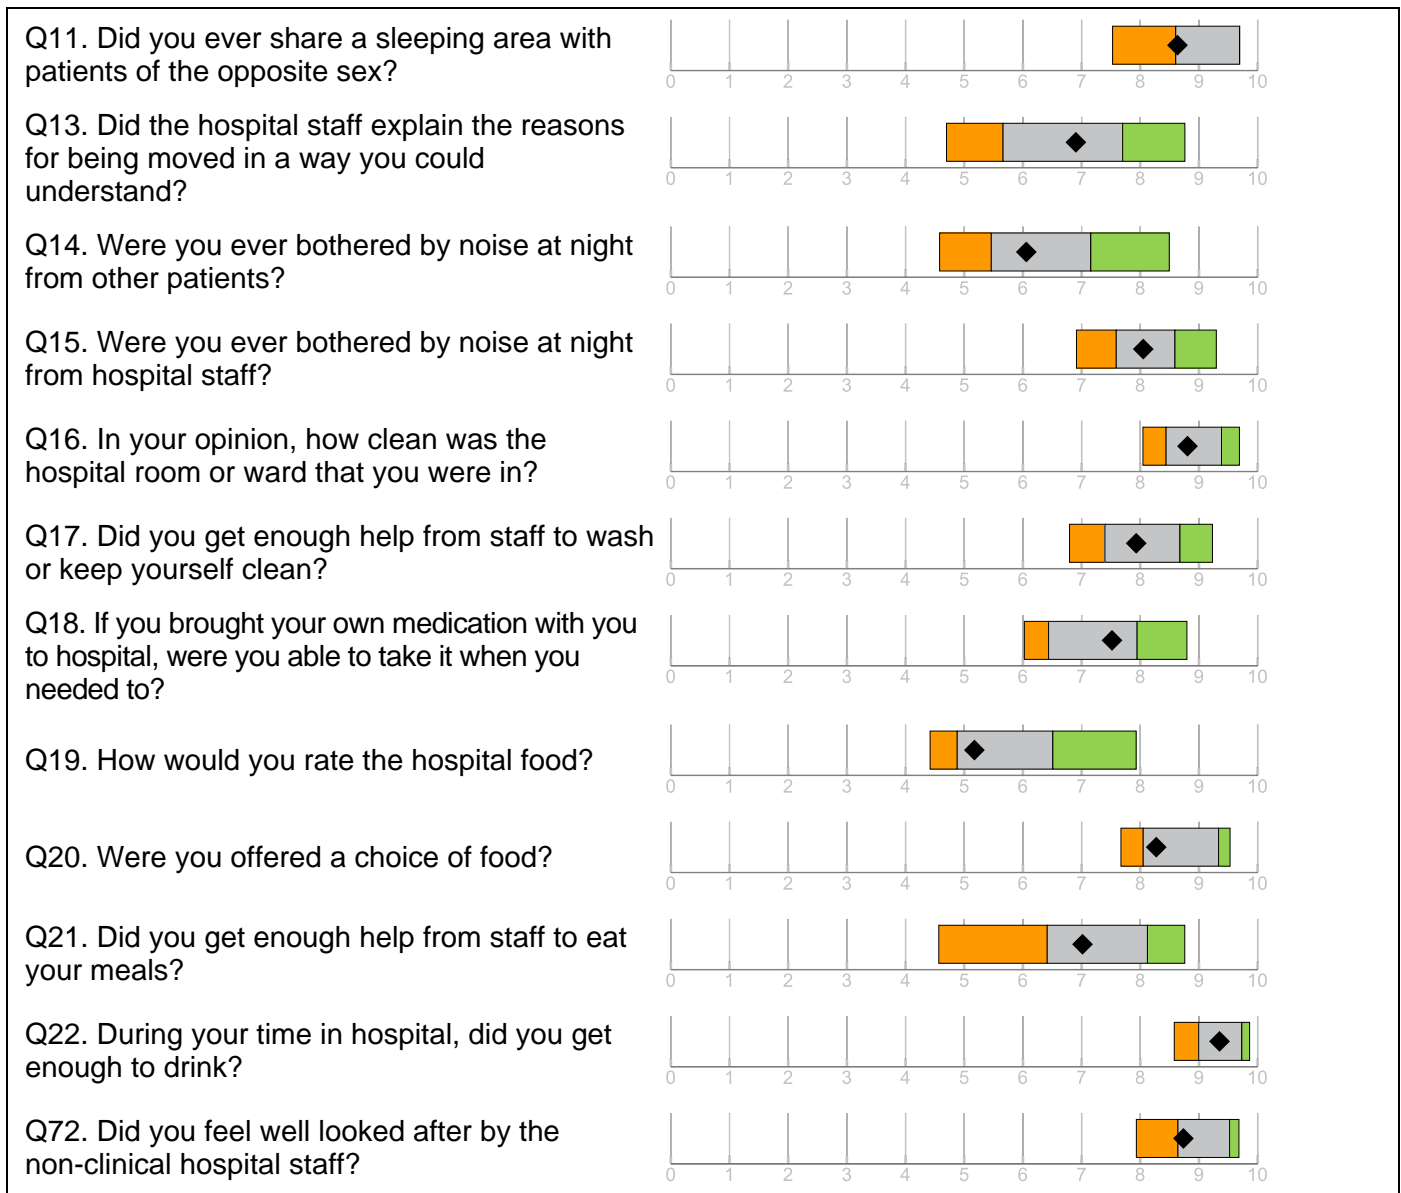 Q11. Did you ever share a sleeping area with
patients of the opposite sex?
0 1 2 3 4 5 6 7 8 9 10
Q13. Did the hospital staff explain the reasons
for being moved in a way you could
understand?
0 1 2 3 4 5 6 7 8 9 10
Q14. Were you ever bothered by noise at night
from other patients?
0 1 2 3 4 5 6 7 8 9 10
Q15. Were you ever bothered by noise at night
from hospital staff?
0 1 2 3 4 5 6 7 8 9 10
Q16. In your opinion, how clean was the
hospital room or ward that you were in?
0 1 2 3 4 5 6 7 8 9 10
Q17. Did you get enough help from staff to wash
or keep yourself clean?
0 1 2 3 4 5 6 7 8 9 10
Q18. If you brought your own medication with you
to hospital, were you able to take it when you
needed to?
0 1 2 3 4 5 6 7 8 9 10
Q19. How would you rate the hospital food?
0 1 2 3 4 5 6 7 8 9 10
Q20. Were you offered a choice of food?
0 1 2 3 4 5 6 7 8 9 10
Q21. Did you get enough help from staff to eat
your meals?
0 1 2 3 4 5 6 7 8 9 10
Q22. During your time in hospital, did you get
enough to drink?
0 1 2 3 4 5 6 7 8 9 10
Q72. Did you feel well looked after by the
non-clinical hospital staff?
0 1 2 3 4 5 6 7 8 9 10